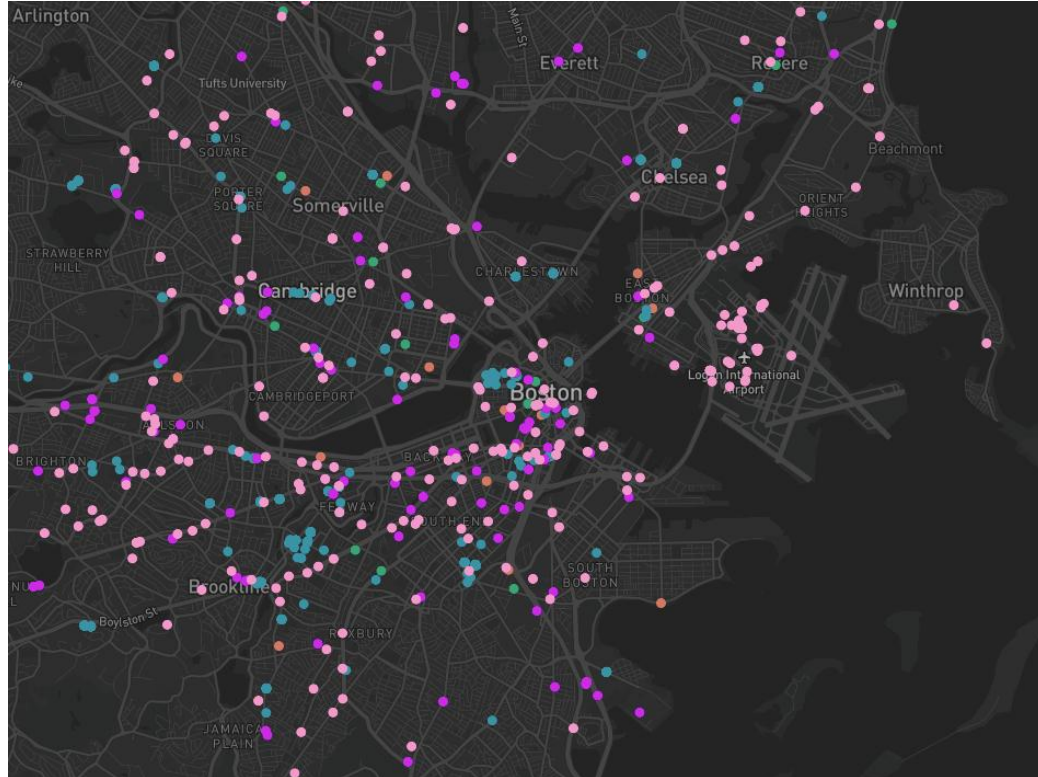 Arlington
Main St
Everett
Revere
Tufts University
DAVIS
SQUARE
Beachmont
Chelsea
PORTER
SQUARE
Somerville
ORIENT
HEIGHTS
STRAWBERRY
HILL
CHARLESTOWN
EAST
BOSTON
Cambridge
Winthrop
Logan International
Airport
CAMBRIDGEPORT
Boston
ALLSTON
BRIGHTON
BACK BAY
FENWAY
SOUTH END
SOUTH
BOSTON
Brookline
Boylston St
ROXBURY
JAMAICA
PLAIN